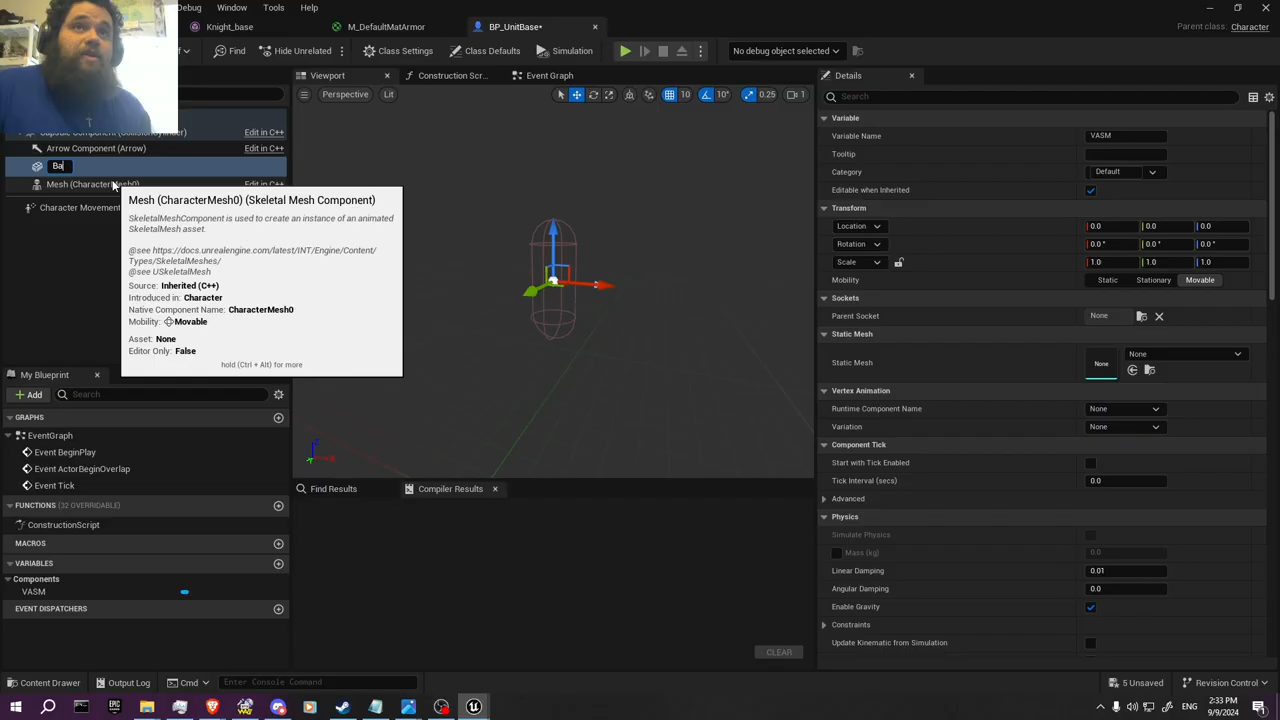 Debug
Window
Help
Knight_base
M_DefaultMatArmor
BP_UnitBase*
Parent class: Character
Find
Hide Unrelated
Class Settings
Class Defaults
Simulation
No debug object selected
Viewport
Construction Scr...
Event Graph
Details
Perspective
Lit
10
10°
0.25
1
Search
(CollisionCylinder)
Edit in C++
Arrow Component (Arrow)
Edit in C++
Ba
Mesh (CharacterMesh0)
Edit in C++
Character Movement
Mesh (CharacterMesh0) (Skeletal Mesh Component)
SkeletalMeshComponent is used to create an instance of an animated
SkeletalMesh asset.
@see https://docs.unrealengine.com/latest/INT/Engine/Content/
Types/SkeletalMeshes/
@see USkeletalMesh
Source: Inherited (C++)
Introduced in: Character
Native Component Name: CharacterMesh0
Mobility: Movable
Asset: None
Editor Only: False
hold (Ctrl + Alt) for more
Variable
Variable Name
VASM
Tooltip
Category
Default
Editable when Inherited
Transform
Location
0.0
0.0
0.0
Rotation
0.0 °
0.0 °
0.0 °
Scale
1.0
1.0
1.0
Mobility
Static
Stationary
Movable
Sockets
Parent Socket
None
Static Mesh
Static Mesh
None
None
Vertex Animation
Runtime Component Name
None
Variation
None
Component Tick
Start with Tick Enabled
Tick Interval (secs)
0.0
Advanced
Physics
Simulate Physics
Mass (kg)
0.0
Linear Damping
0.01
Angular Damping
0.0
Enable Gravity
Constraints
Update Kinematic from Simulation
My Blueprint
Add
Search
GRAPHS
EventGraph
Event BeginPlay
Event ActorBeginOverlap
Event Tick
FUNCTIONS (32 OVERRIDABLE)
ConstructionScript
MACROS
VARIABLES
Components
VASM
EVENT DISPATCHERS
Find Results
Compiler Results
CLEAR
Content Drawer
Output Log
Cmd
Enter Console Command
5 Unsaved
Revision Control
2:33 PM
9/9/2024